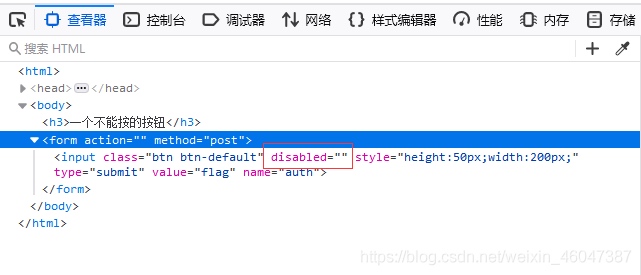 查看器 控制台 调试器 网络 样式编辑器 性能 内存 存储
搜索 HTML
<html>
<head> ••• </head>
<body>
<h3>一个不能按的按钮</h3>
<form action="" method="post">
<input class="btn btn-default" disabled="" style="height:50px;width:200px;"
type="submit" value="flag" name="auth">
</form>
</body>
</html>
https://blog.csdn.net/weixin_46047387